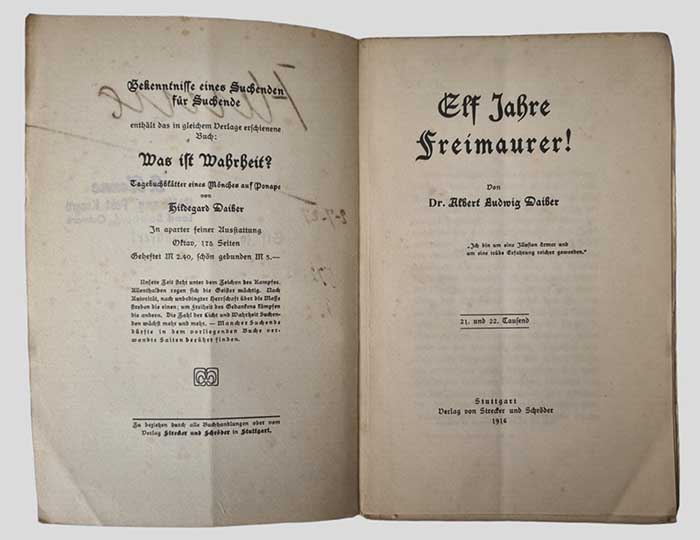 Bekenntnisse eines Suchenden
für Suchende
enthält das in gleichem Verlage erschienene
Buch:
Was ist Wahrheit?
Tagebuchblätter eines Mönches auf Ponape
von
Hildegard Daiber
In aparter feiner Ausstattung
Oktav, 176 Seiten
Geheftet M 2.40, schön gebunden M 3.—
Unsere Zeit steht unter dem Zeichen des Kampfes.
Allenthalben regen sich die Geister mächtig. Nach
Autorität, nach unbedingter Herrschaft über die Masse
streben die einen; um Freiheit des Gedankens kämpfen
die andern. Die Zahl der Licht und Wahrheit Suchen-
den wächst mehr und mehr. — Mancher Suchende
dürfte in dem vorliegenden Buche ver-
wandte Saiten berührt finden.
Zu beziehen durch alle Buchhandlungen oder vom
Verlag Strecker und Schröder in Stuttgart.
Elf Jahre
Freimaurer!
Von
Dr. Albert Ludwig Daiber
„Ich bin um eine Illusion ärmer und
um eine trübe Erfahrung reicher geworden.“
21. und 22. Tausend
Stuttgart
Verlag von Strecker und Schröder
1916